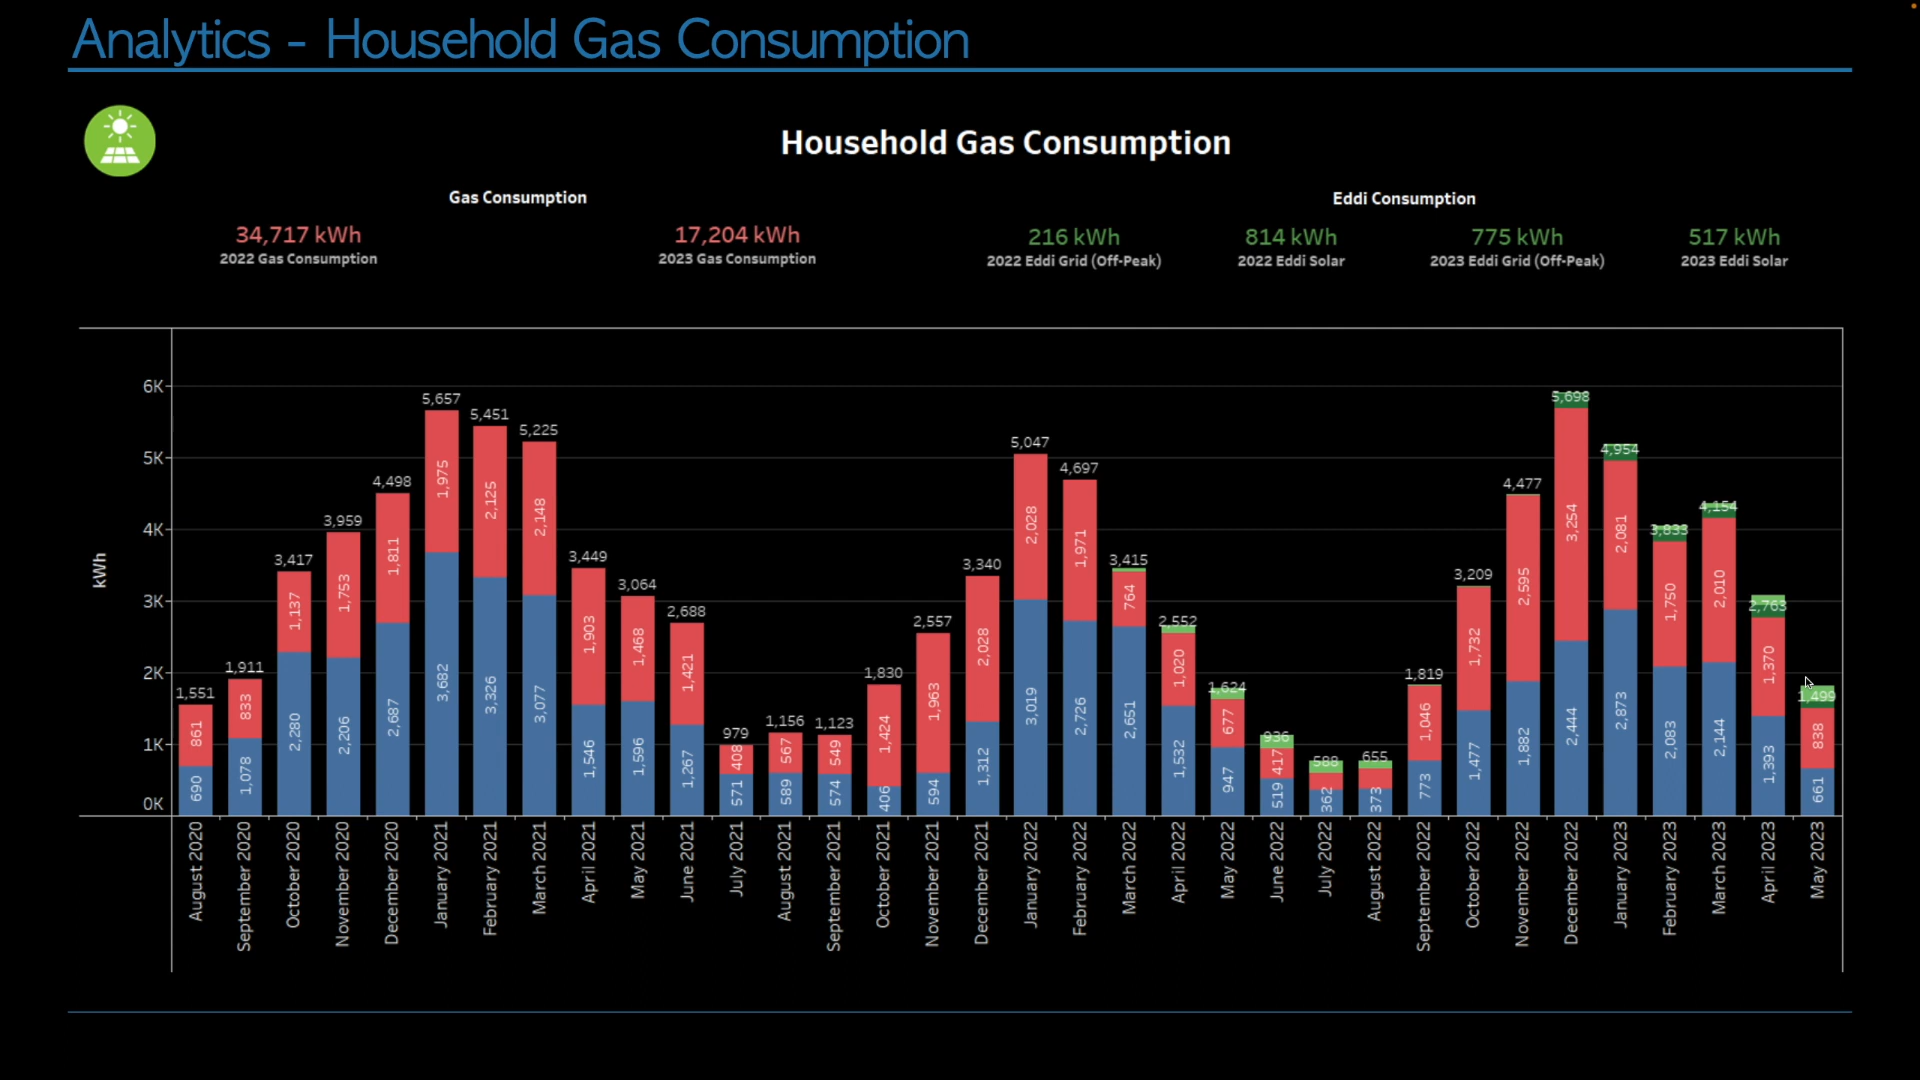 Analytics - Household Gas Consumption
Household Gas Consumption
Gas Consumption
Eddi Consumption
34,717 kWh
2022 Gas Consumption
17,204 kWh
2023 Gas Consumption
216 kWh
2022 Eddi Grid (Off-Peak)
814 kWh
2022 Eddi Solar
775 kWh
2023 Eddi Grid (Off-Peak)
517 kWh
2023 Eddi Solar
kWh
6K
5K
4K
3K
2K
1K
0K
1,551
861
690
August 2020
1,911
833
1,078
September 2020
3,417
1,137
2,280
October 2020
3,959
1,753
2,206
November 2020
4,498
1,811
2,687
December 2020
5,657
1,975
3,682
January 2021
5,451
2,125
3,326
February 2021
5,225
2,148
3,077
March 2021
3,449
1,903
1,546
April 2021
3,064
1,468
1,596
May 2021
2,688
1,421
1,267
June 2021
979
408
571
July 2021
1,156
567
589
August 2021
1,123
549
574
September 2021
1,830
1,424
406
October 2021
2,557
1,963
594
November 2021
3,340
2,028
1,312
December 2021
5,047
2,028
3,019
January 2022
4,697
1,971
2,726
February 2022
3,415
764
2,651
March 2022
2,552
1,020
1,532
April 2022
1,624
677
947
May 2022
936
417
519
June 2022
588
362
July 2022
655
373
August 2022
1,819
1,046
773
September 2022
3,209
1,732
1,477
October 2022
4,477
2,595
1,882
November 2022
5,698
3,254
2,444
December 2022
4,954
2,081
2,873
January 2023
3,833
1,750
2,083
February 2023
4,154
2,010
2,144
March 2023
2,763
1,370
1,393
April 2023
1,499
838
661
May 2023